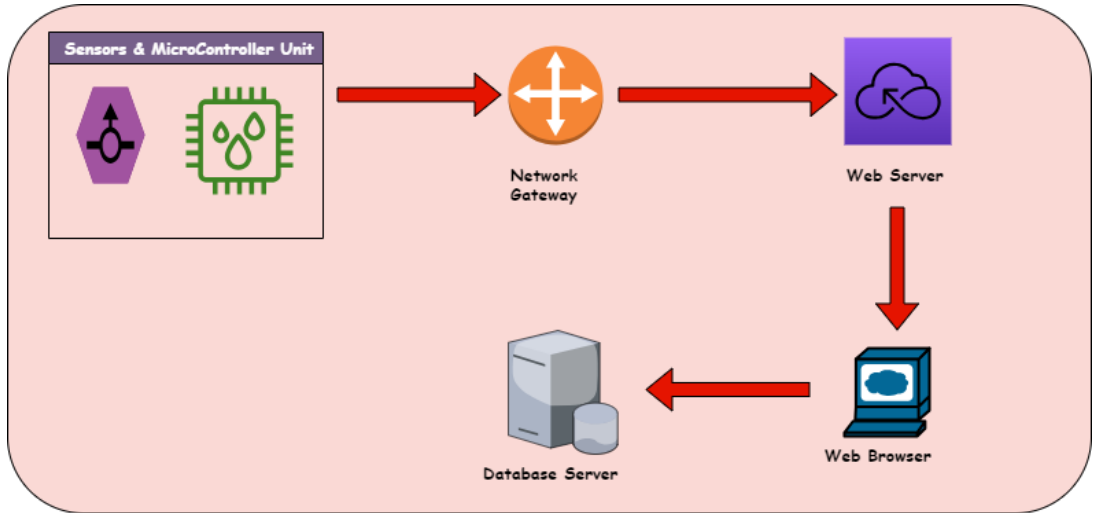 Sensors & MicroController Unit
Network
Gateway
Web Server
Database Server
Web Browser